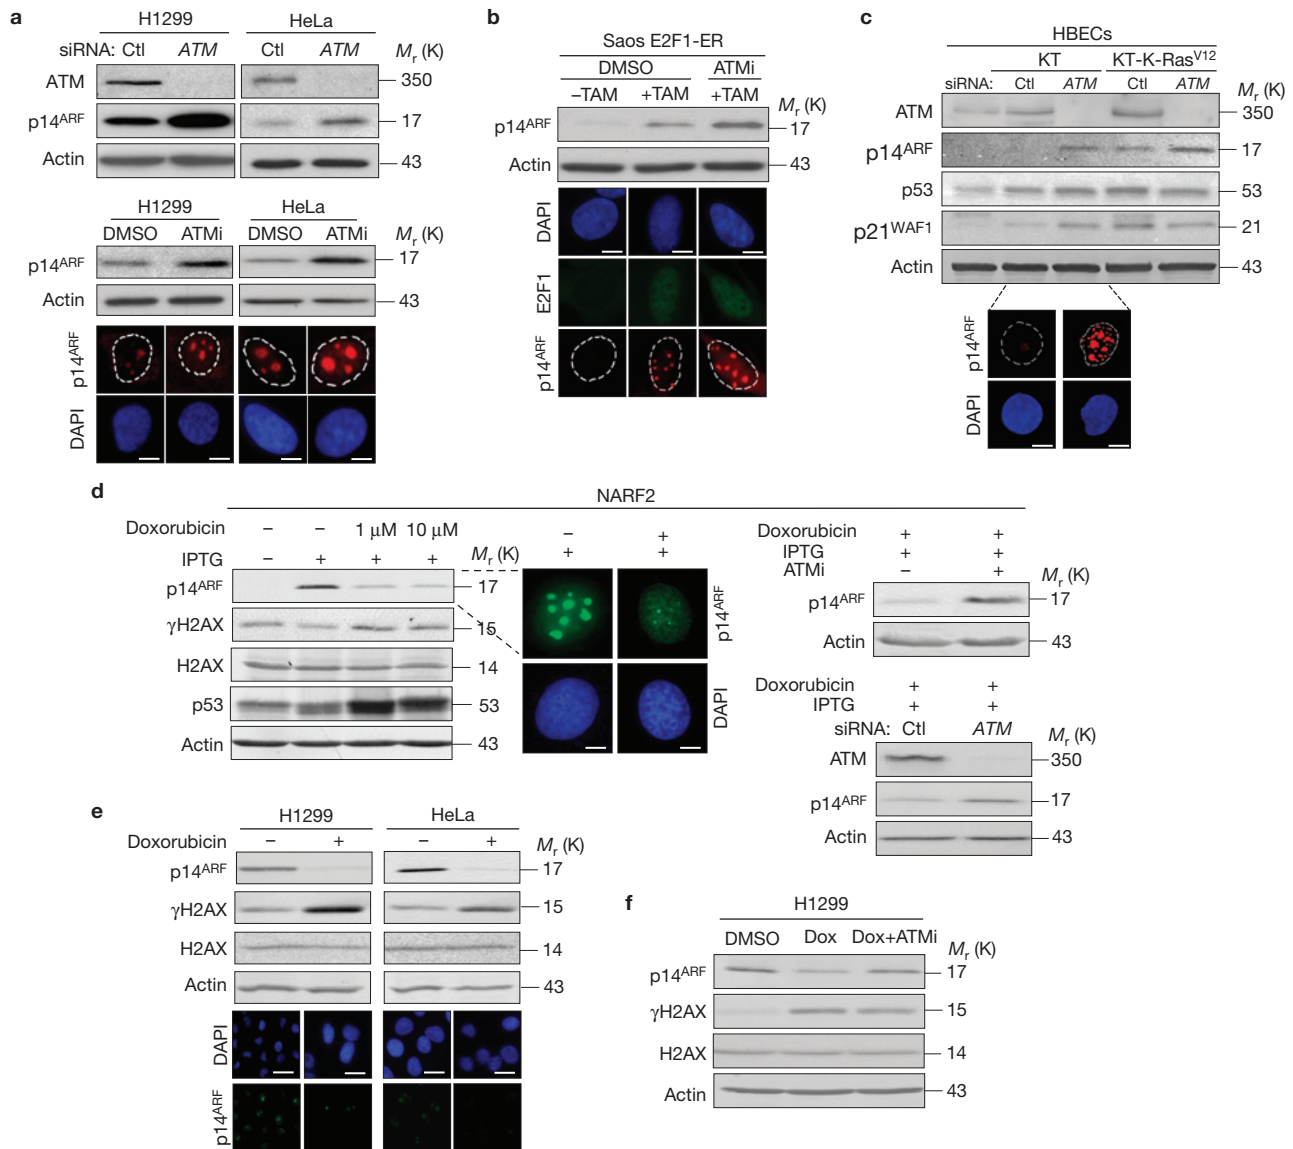 a
H1299 HeLa
siRNA: Ctl ATM Ctl ATM Mr (K)
ATM 350
p14ARF 17
Actin 43
H1299 HeLa
DMSO ATMi DMSO ATMi Mr (K)
p14ARF 17
Actin 43
p14ARF
DAPI
b
Saos E2F1-ER
DMSO ATMi
–TAM +TAM +TAM Mr (K)
p14ARF 17
Actin 43
DAPI
E2F1
p14ARF
c
HBECs
KT KT-K-RasV12
siRNA: Ctl ATM Ctl ATM Mr (K)
ATM 350
p14ARF 17
p53 53
p21WAF1 21
Actin 43
p14ARF
DAPI
d
NARF2
Doxorubicin – – 1 µM 10 µM
IPTG – + + + Mr (K)
p14ARF 17
γH2AX 15
H2AX 14
p53 53
Actin 43
– +
+ +
p14ARF
DAPI
Doxorubicin + +
IPTG + +
ATMi – +
Mr (K)
p14ARF 17
Actin 43
Doxorubicin + +
IPTG + +
siRNA: Ctl ATM Mr (K)
ATM 350
p14ARF 17
Actin 43
e
H1299 HeLa
Doxorubicin – + – + Mr (K)
p14ARF 17
γH2AX 15
H2AX 14
Actin 43
DAPI
p14ARF
f
H1299
DMSO Dox Dox+ATMi Mr (K)
p14ARF 17
γH2AX 15
H2AX 14
Actin 43